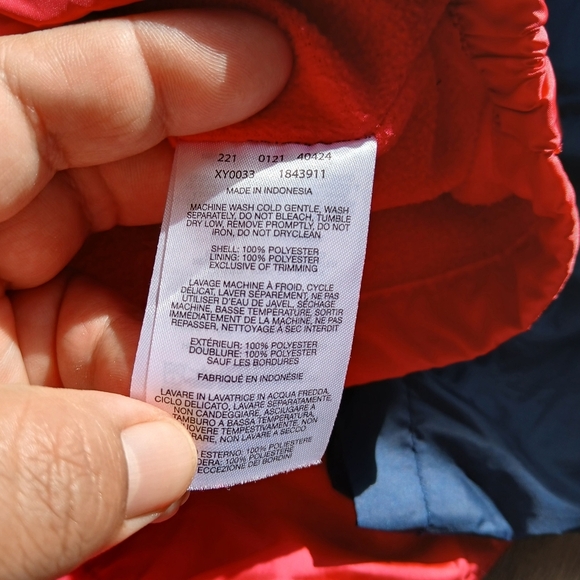 221 0121 40424
XY0033 1843911
MADE IN INDONESIA
MACHINE WASH COLD GENTLE, WASH
SEPARATELY, DO NOT BLEACH, TUMBLE
DRY LOW, REMOVE PROMPTLY, DO NOT
IRON, DO NOT DRYCLEAN
SHELL: 100% POLYESTER
LINING: 100% POLYESTER
EXCLUSIVE OF TRIMMING
LAVAGE MACHINE À FROID, CYCLE
DÉLICAT, LAVER SÉPARÉMENT, NE PAS
UTILISER D'EAU DE JAVEL, SÉCHAGE
MACHINE, BASSE TEMPÉRATURE, SORTIR
IMMÉDIATEMENT DE LA MACHINE, NE PAS
REPASSER, NETTOYAGE A SEC INTERDIT
EXTÉRIEUR: 100% POLYESTER
DOUBLURE: 100% POLYESTER
SAUF LES BORDURES
FABRIQUÉ EN INDONÉSIE
LAVARE IN LAVATRICE IN ACQUA FREDDA,
CICLO DELICATO, LAVARE SEPARATAMENTE,
NON CANDEGGIARE, ASCIUGARE A
TAMBURO A BASSA TEMPERATURA,
TEMPESTIVAMENTE, NON
RARE, NON LAVARE A SECCO
ESTERNO: 100% POLIESTERE
DERA: 100% POLIESTERE
ECCEZIONE DEI BORDINI